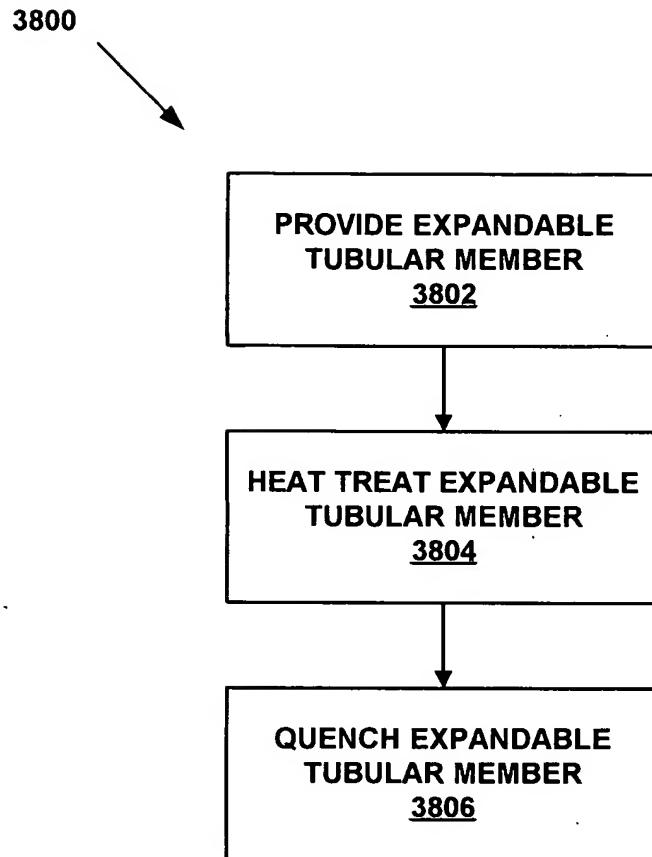 3800
PROVIDE EXPANDABLE
TUBULAR MEMBER
3802
HEAT TREAT EXPANDABLE
TUBULAR MEMBER
3804
QUENCH EXPANDABLE
TUBULAR MEMBER
3806